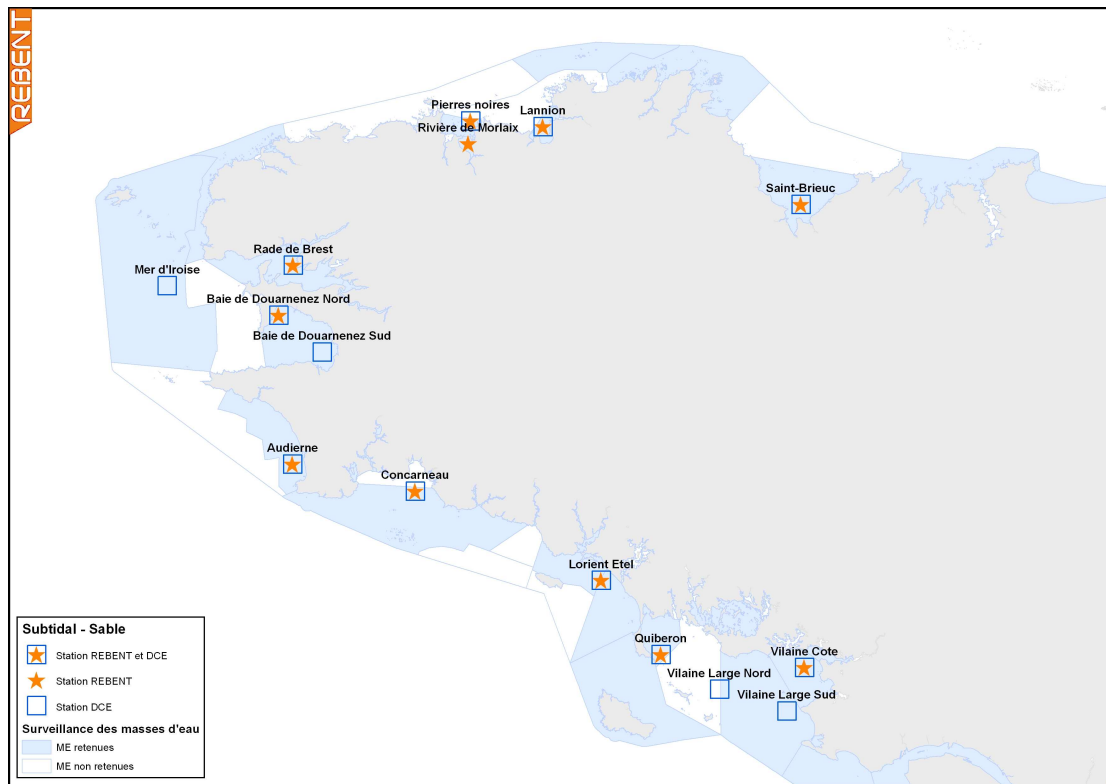 REBENT
Pierres noires
Lannion
Rivière de Morlaix
Saint-Brieuc
Rade de Brest
Mer d'Iroise
Baie de Douarnenez Nord
Baie de Douarnenez Sud
Audierne
Concarneau
Lorient Etel
Quiberon
Vilaine Cote
Vilaine Large Nord
Vilaine Large Sud
Subtidal - Sable
Station REBENT et DCE
Station REBENT
Station DCE
Surveillance des masses d'eau
ME retenues
ME non retenues